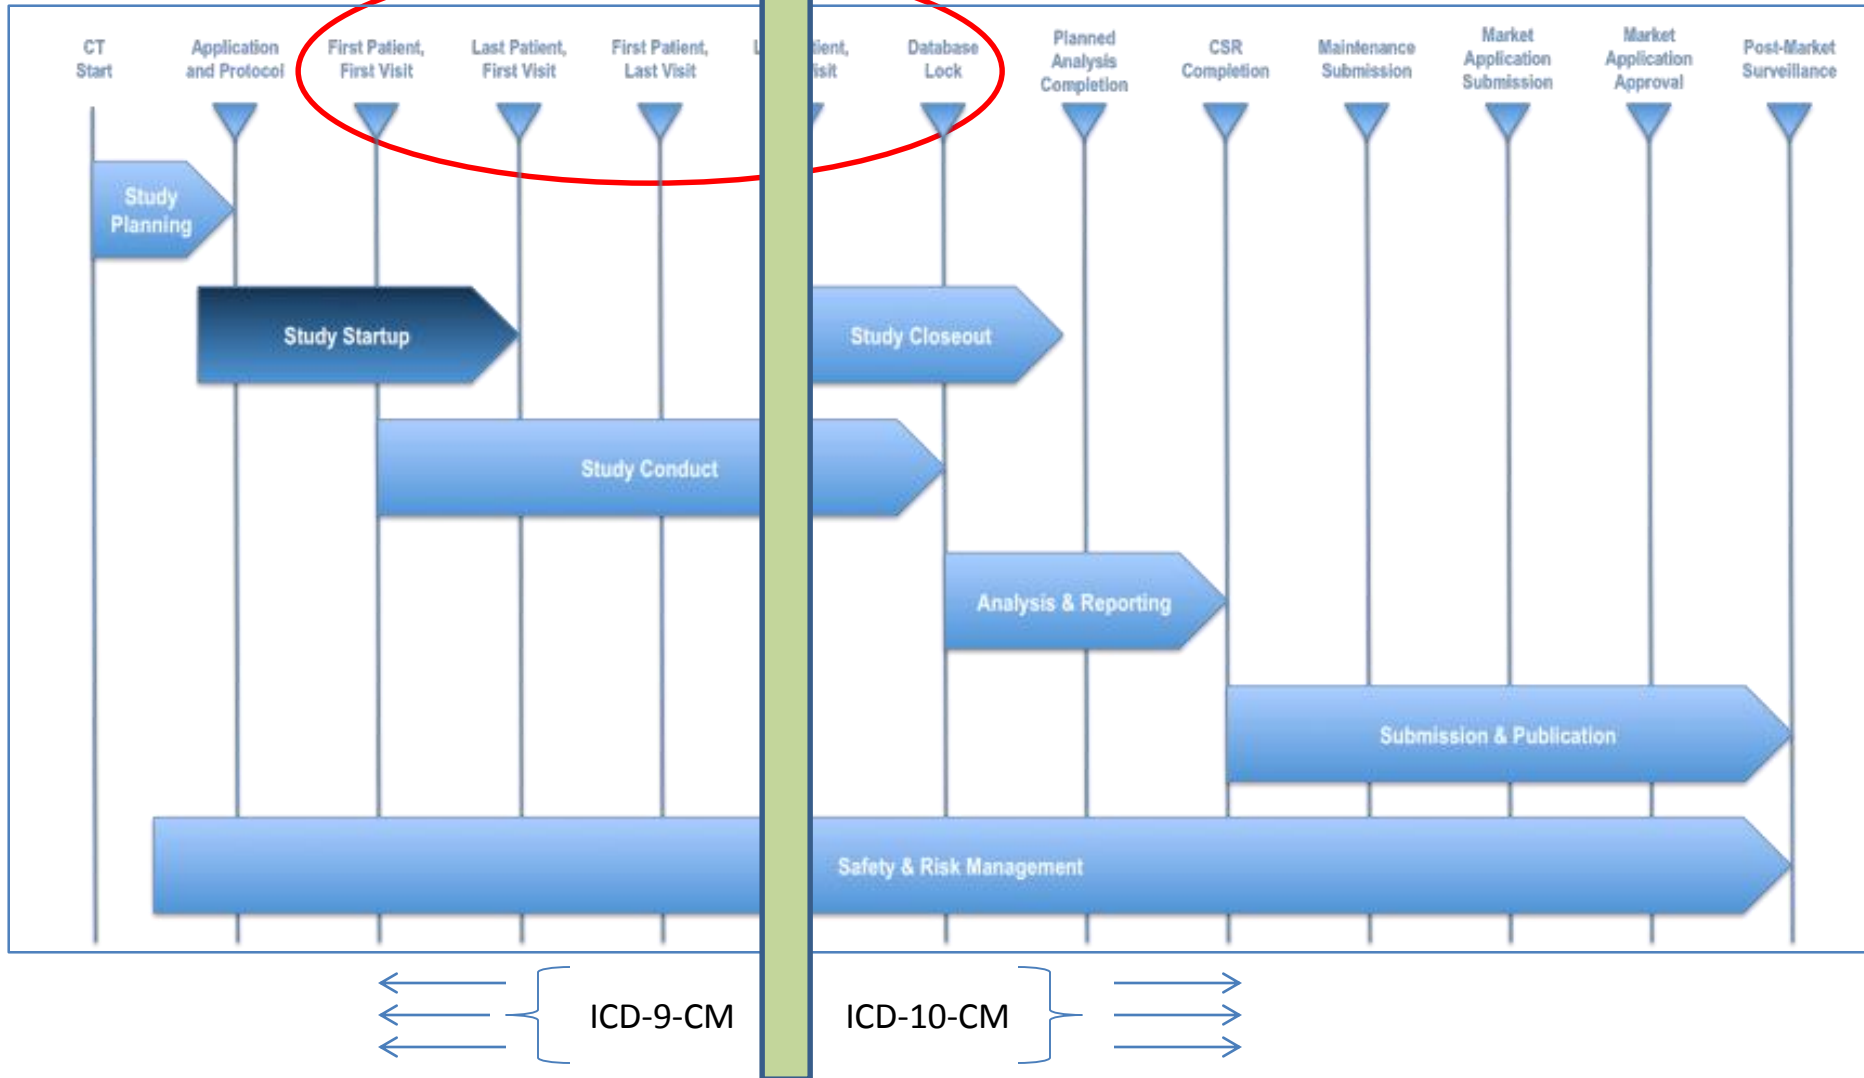 CT
Start
Application
and Protocol
First Patient,
First Visit
Last Patient,
First Visit
First Patient,
Last Visit
Database
Lock
Planned
Analysis
Completion
CSR
Completion
Maintenance
Submission
Market
Application
Submission
Market
Application
Approval
Post-Market
Surveillance
Study
Planning
Study Startup
Study Closeout
Study Conduct
Analysis & Reporting
Submission & Publication
Safety & Risk Management
ICD-9-CM
ICD-10-CM